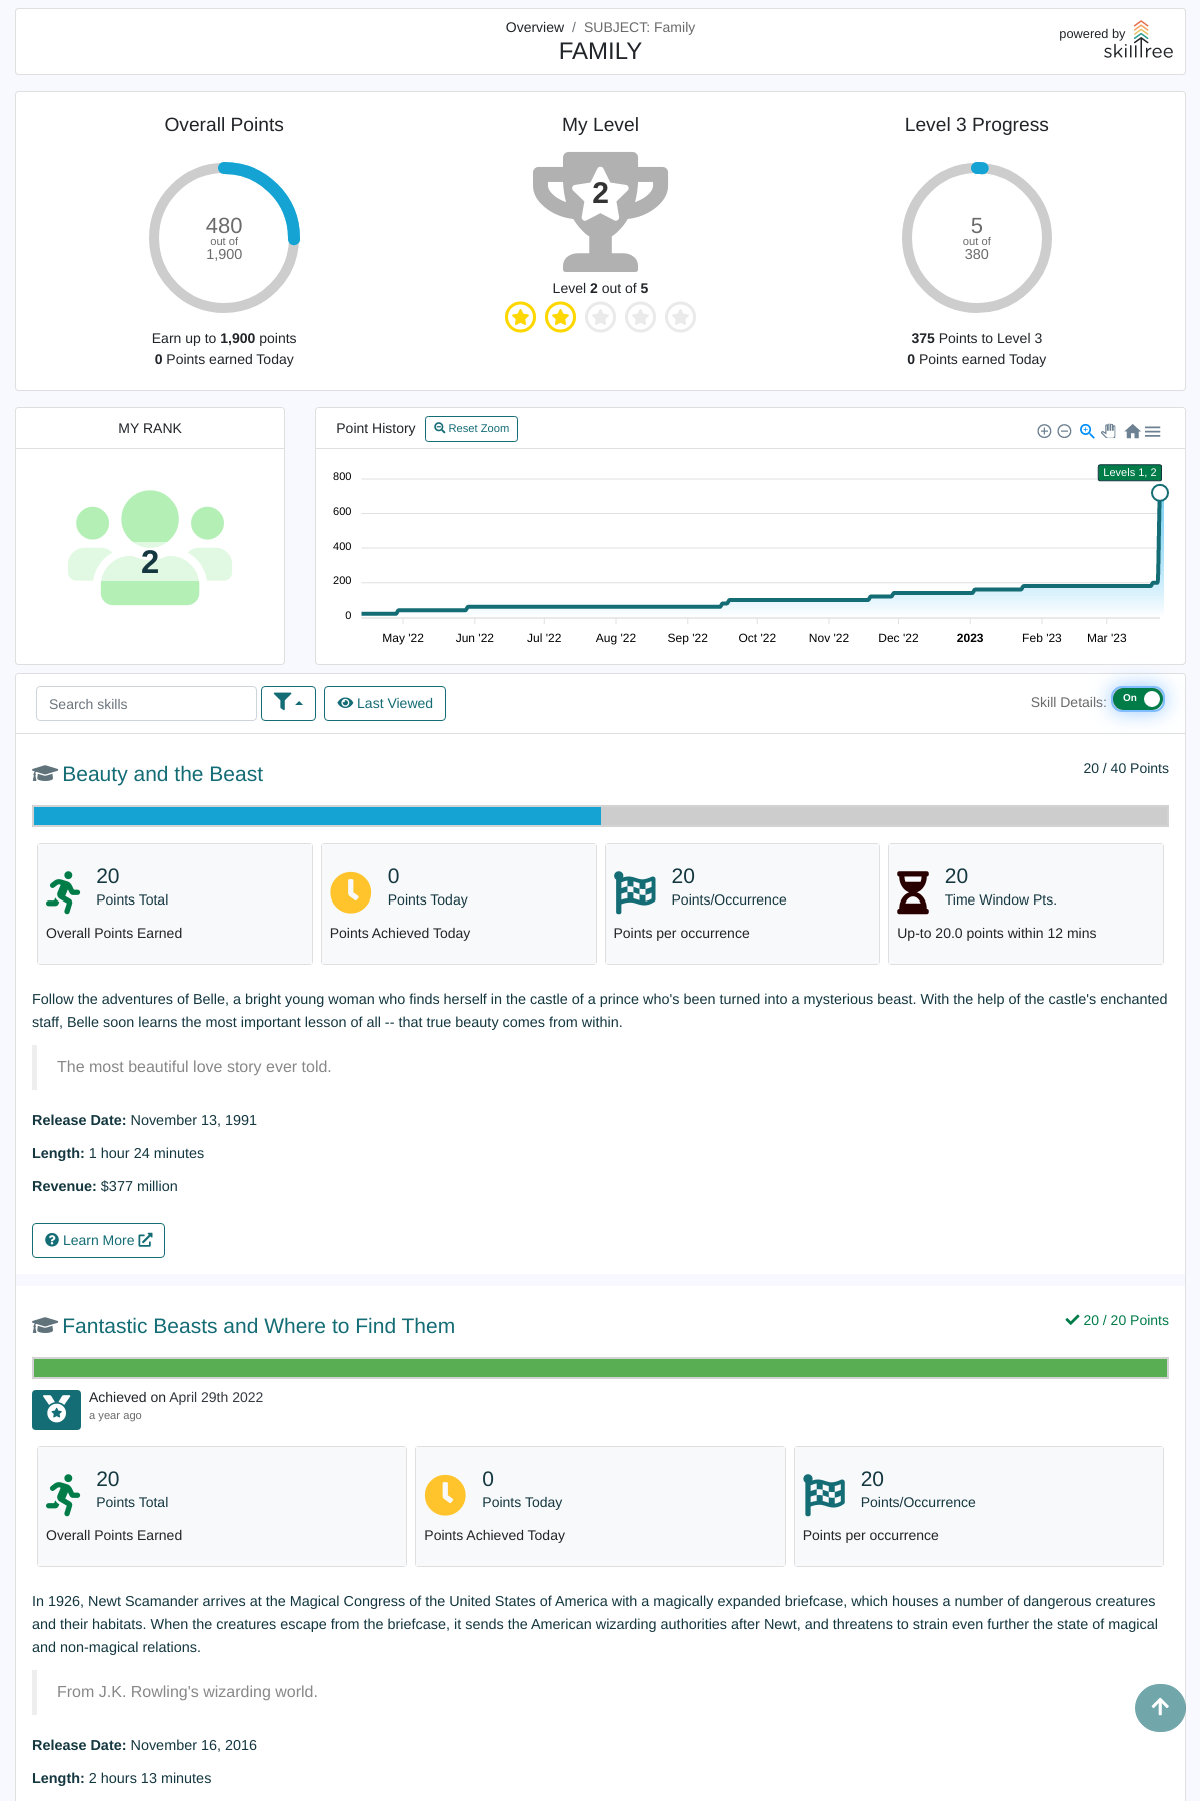 Overview / SUBJECT: Family
FAMILY
powered by
skilltree
Overall Points
480
out of
1,900
Earn up to 1,900 points
0 Points earned Today
My Level
2
Level 2 out of 5
Level 3 Progress
5
out of
380
375 Points to Level 3
0 Points earned Today
MY RANK
2
Point History
Reset Zoom
Levels 1, 2
800
600
400
200
0
May '22 Jun '22 Jul '22 Aug '22 Sep '22 Oct '22 Nov '22 Dec '22 2023 Feb '23 Mar '23
Search skills
Last Viewed
Skill Details: On
Beauty and the Beast
20 / 40 Points
20
Points Total
Overall Points Earned
0
Points Today
Points Achieved Today
20
Points/Occurrence
Points per occurrence
20
Time Window Pts.
Up-to 20.0 points within 12 mins
Follow the adventures of Belle, a bright young woman who finds herself in the castle of a prince who's been turned into a mysterious beast. With the help of the castle's enchanted
staff, Belle soon learns the most important lesson of all -- that true beauty comes from within.
The most beautiful love story ever told.
Release Date: November 13, 1991
Length: 1 hour 24 minutes
Revenue: $377 million
Learn More
Fantastic Beasts and Where to Find Them
20 / 20 Points
Achieved on April 29th 2022
a year ago
20
Points Total
Overall Points Earned
0
Points Today
Points Achieved Today
20
Points/Occurrence
Points per occurrence
In 1926, Newt Scamander arrives at the Magical Congress of the United States of America with a magically expanded briefcase, which houses a number of dangerous creatures
and their habitats. When the creatures escape from the briefcase, it sends the American wizarding authorities after Newt, and threatens to strain even further the state of magical
and non-magical relations.
From J.K. Rowling's wizarding world.
Release Date: November 16, 2016
Length: 2 hours 13 minutes